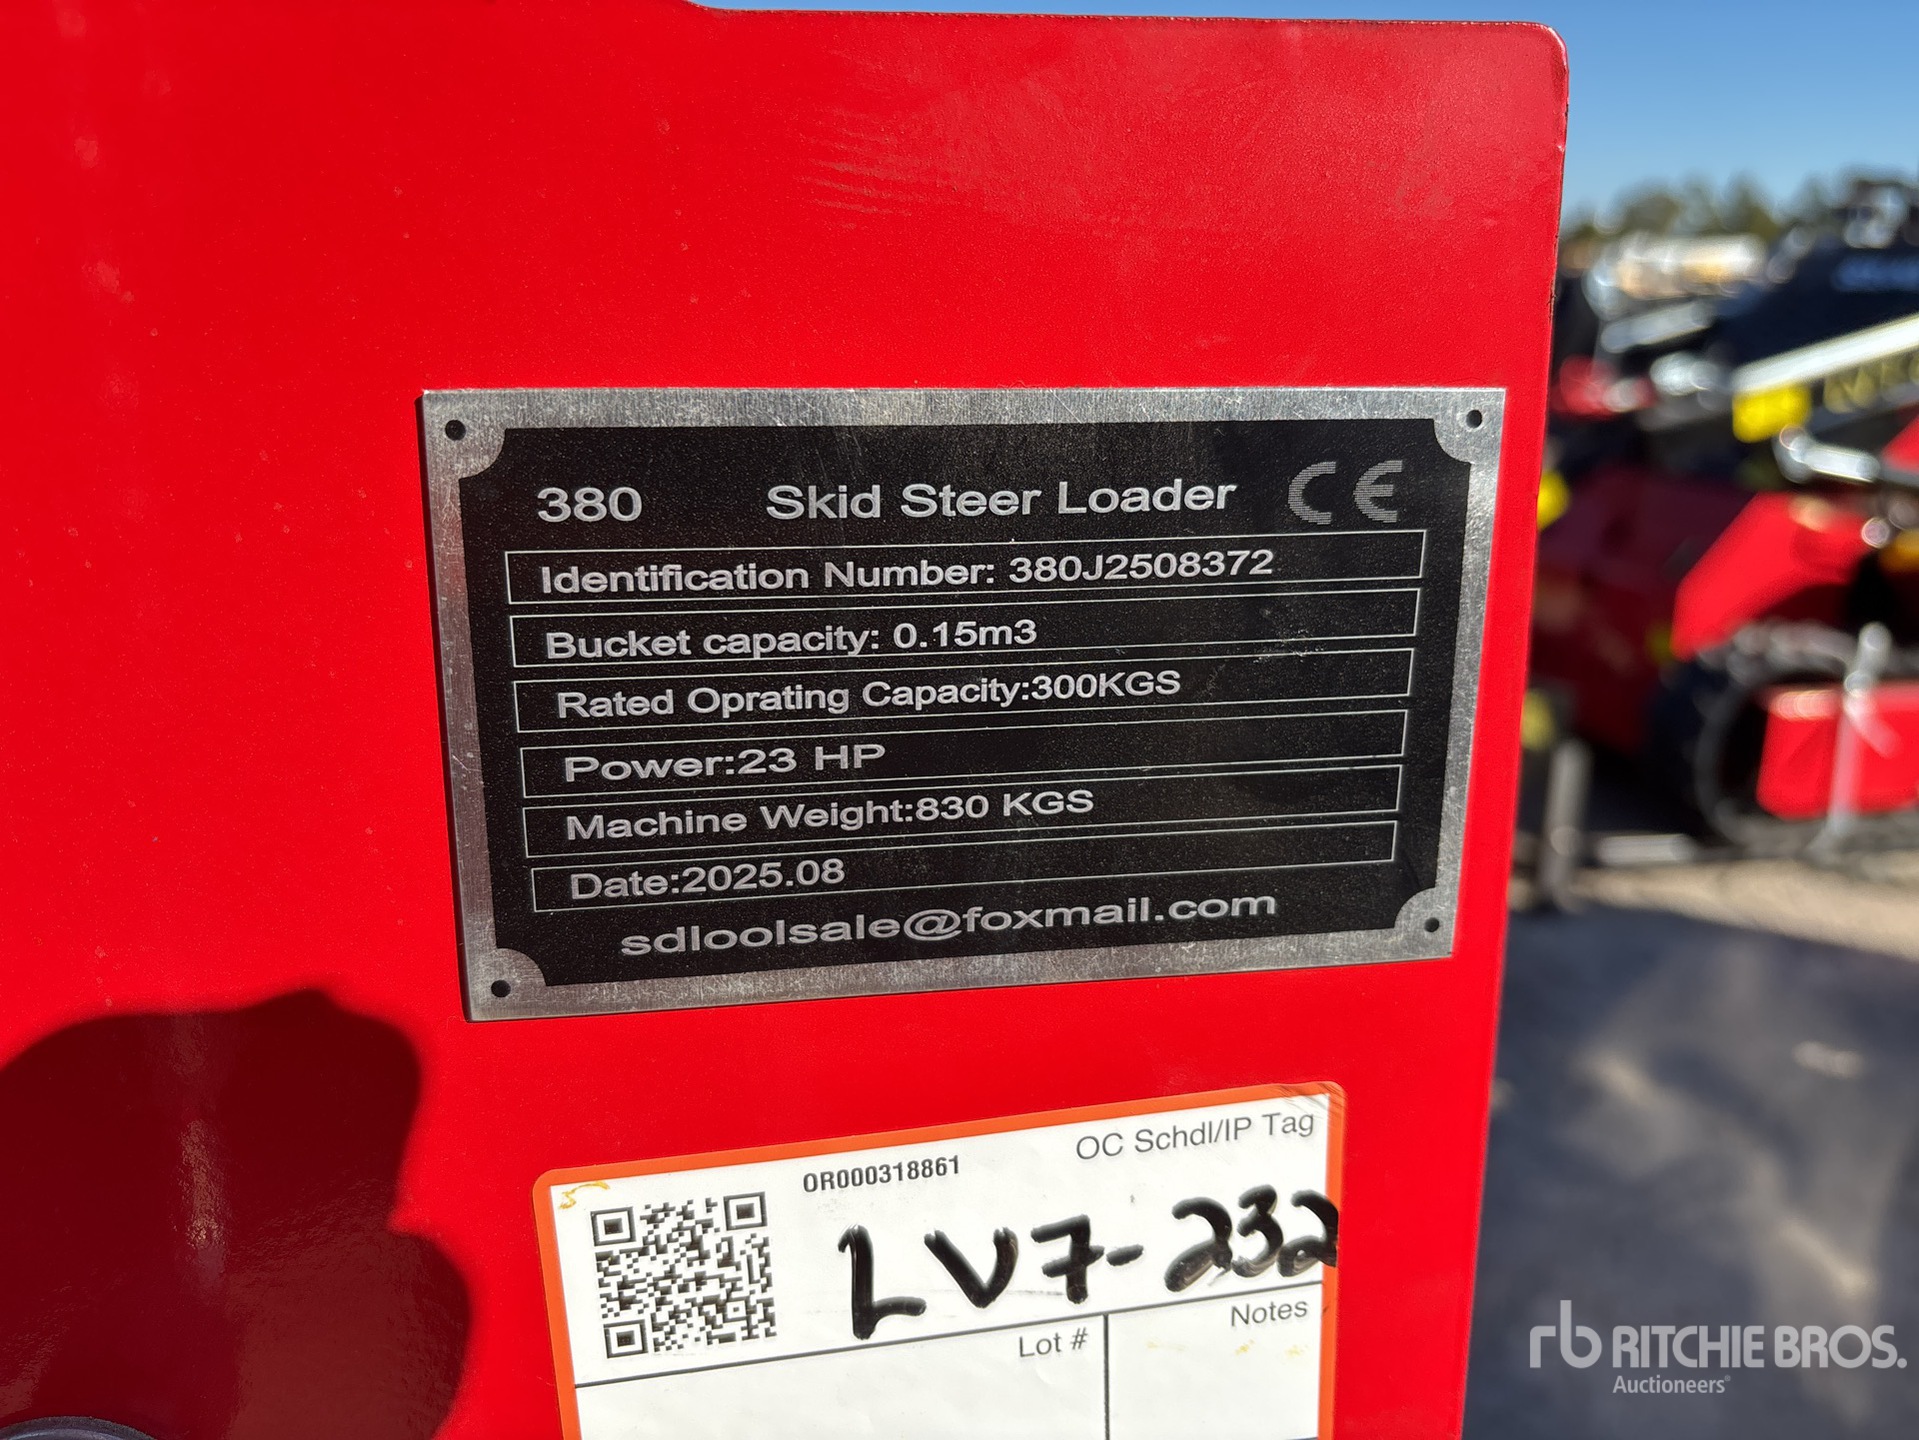 380 Skid Steer Loader CE
Identification Number: 380J2508372
Bucket capacity: 0.15m3
Rated Oprating Capacity:300KGS
Power:23 HP
Machine Weight:830 KGS
Date:2025.08
sdloolsale@foxmail.com
OR000318861 OC Schdl/IP Tag
LV7-232
Lot # Notes
rb RITCHIE BROS.
Auctioneers